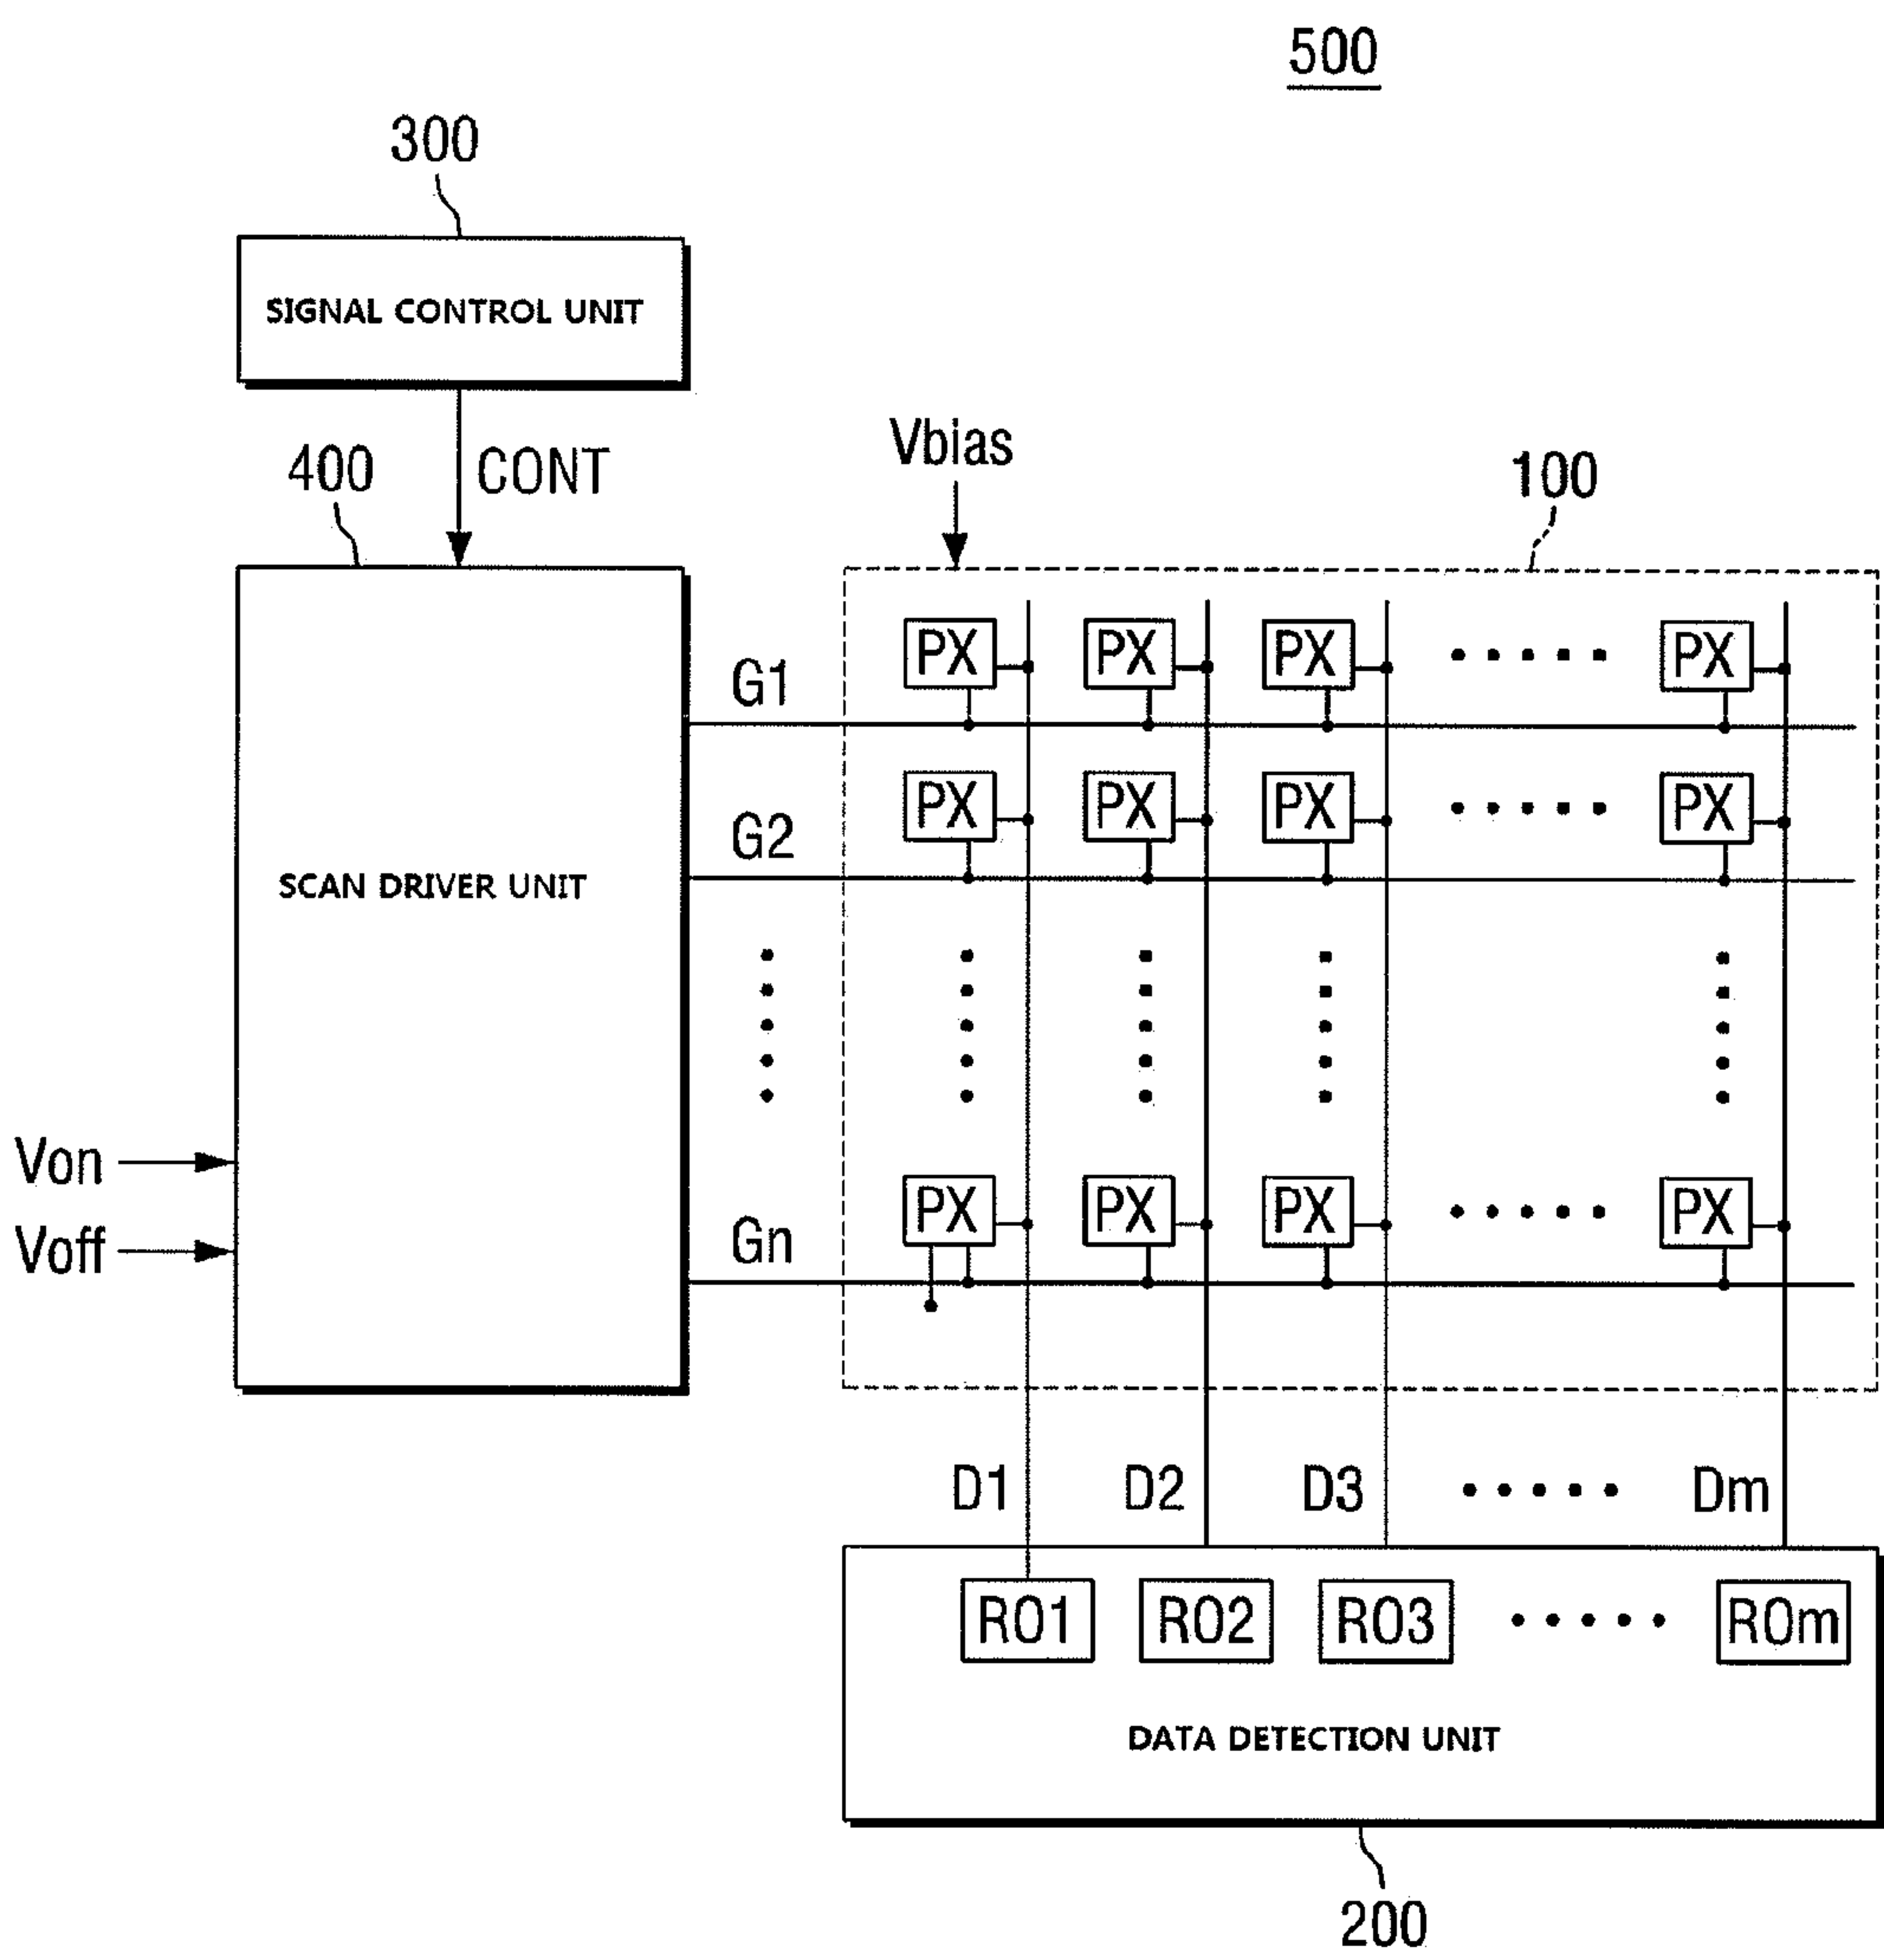 500
300
SIGNAL CONTROL UNIT
400
CONT
Vbias
100
PX PX PX PX
G1
PX PX PX PX
G2
SCAN DRIVER UNIT
Von
PX PX PX PX
Voff
Gn
D1 D2 D3 Dm
RO1 RO2 RO3 ROm
DATA DETECTION UNIT
200